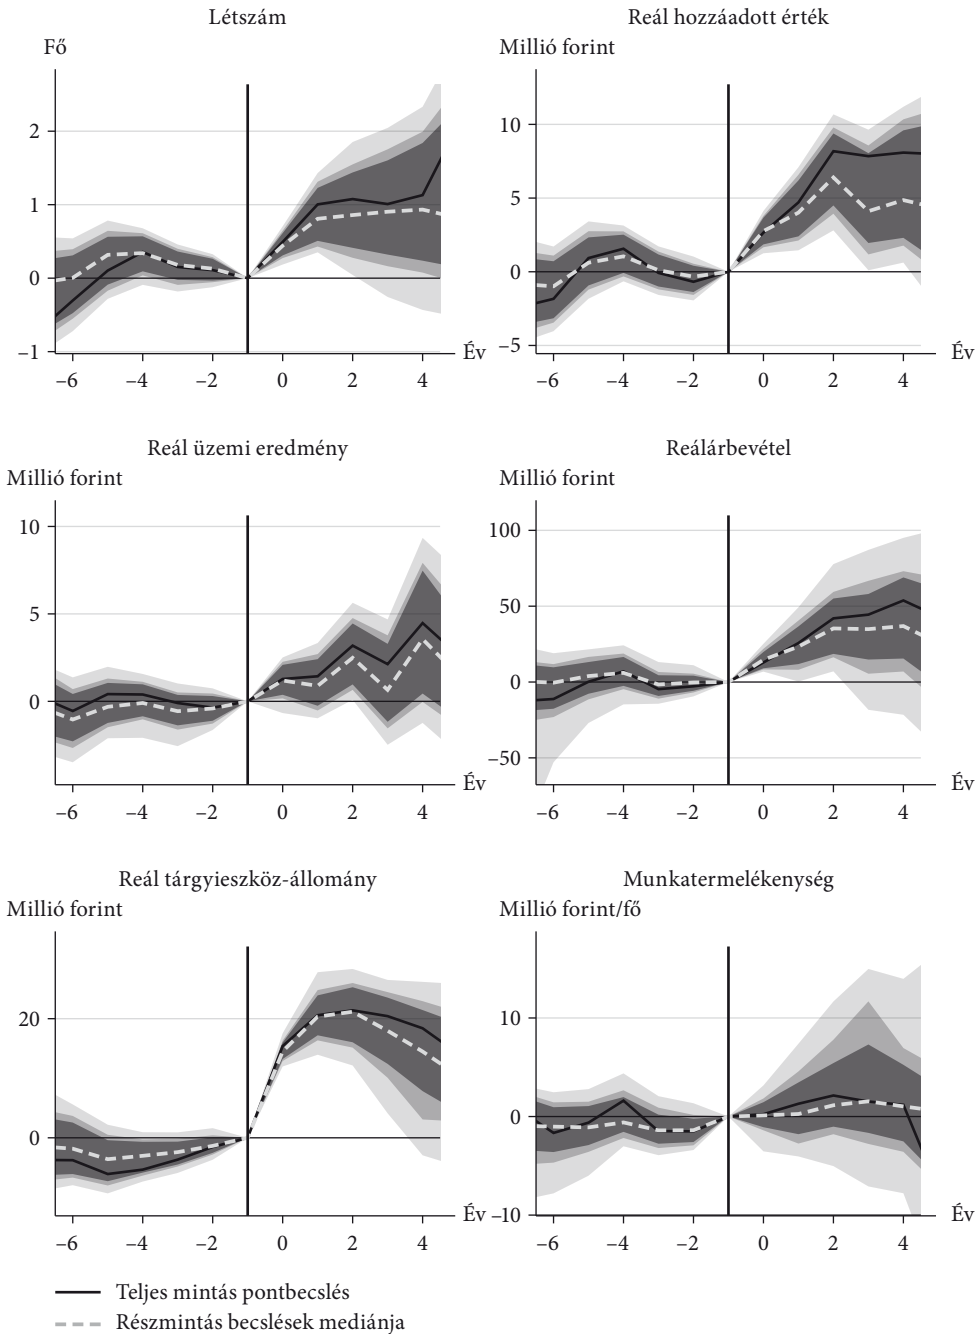 Létszám
Fő
2
1
0
–1
–6 –4 –2 0 2 4
Év
Reál hozzáadott érték
Millió forint
10
5
0
–5
–6 –4 –2 0 2 4
Év
Reál üzemi eredmény
Millió forint
10
5
0
–6 –4 –2 0 2 4
Év
Reálárbevétel
Millió forint
100
50
0
–50
–6 –4 –2 0 2 4
Év
Reál tárgyieszköz-állomány
Millió forint
20
0
–6 –4 –2 0 2 4
Év
Munkatermelékenység
Millió forint/fő
10
0
–10
–6 –4 –2 0 2 4
Év
Teljes mintás pontbecslés
Részmintás becslések mediánja